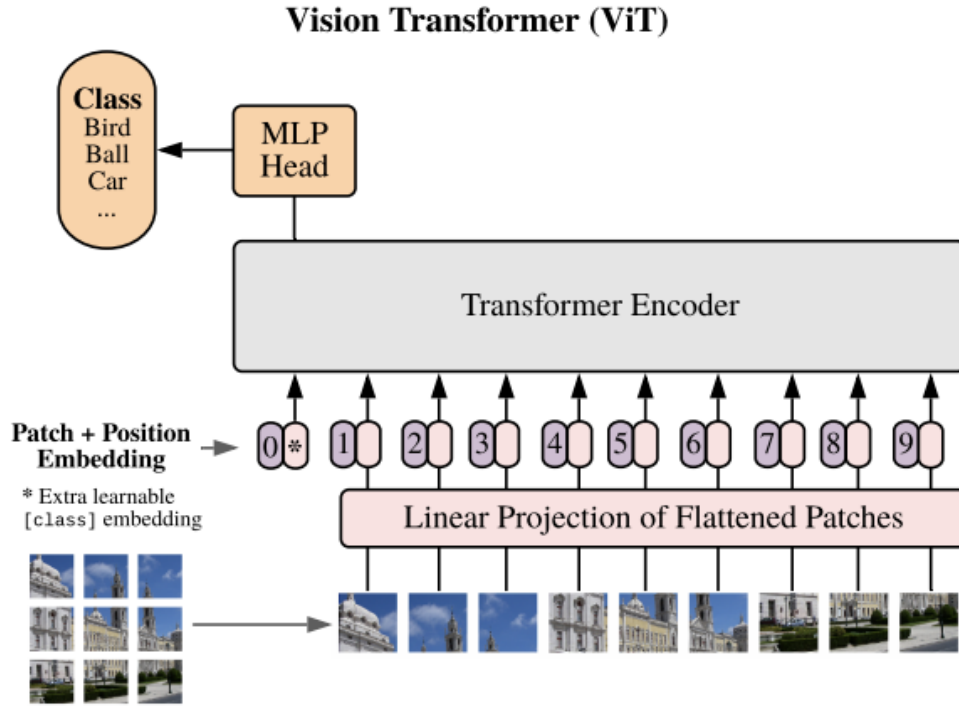 Vision Transformer (ViT)
Class
Bird
Ball
Car
...
MLP
Head
Transformer Encoder
Patch + Position
Embedding
0 * 1 2 3 4 5 6 7 8 9
* Extra learnable
[class] embedding
Linear Projection of Flattened Patches